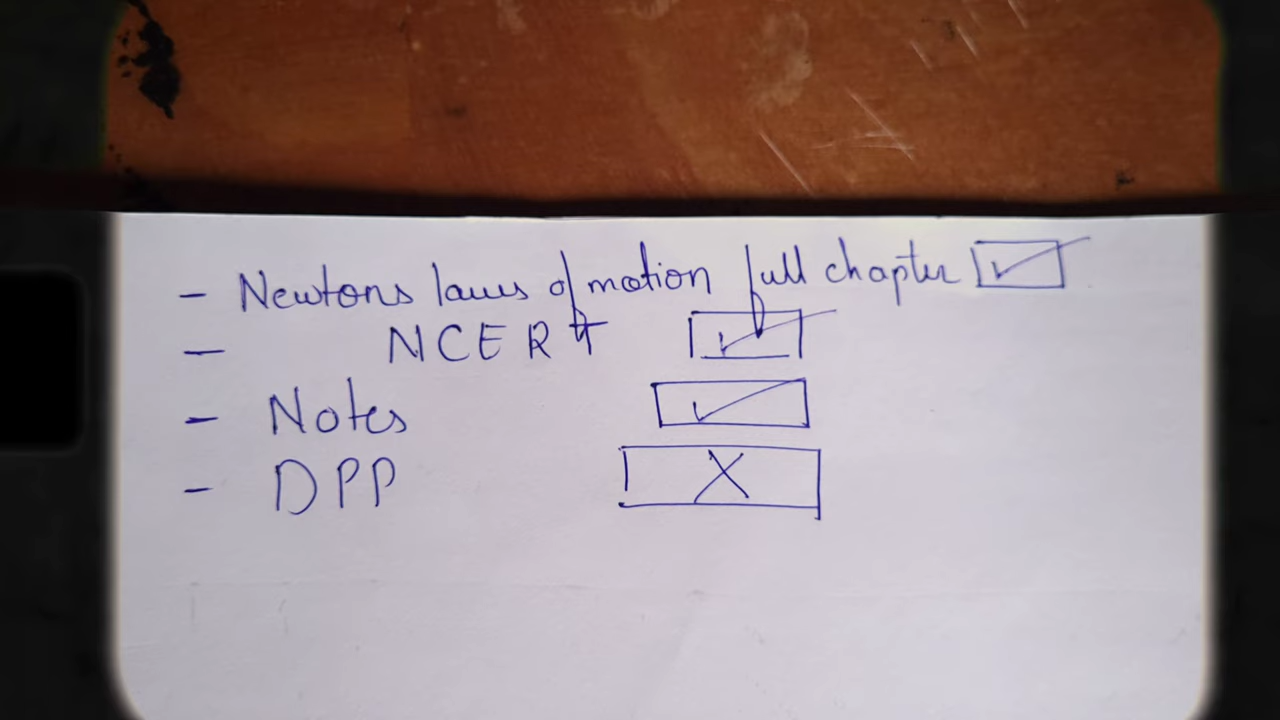 - Newtons laws of motion full chapter ☑
- NCERT ☑
- Notes ☑
- DPP ☒